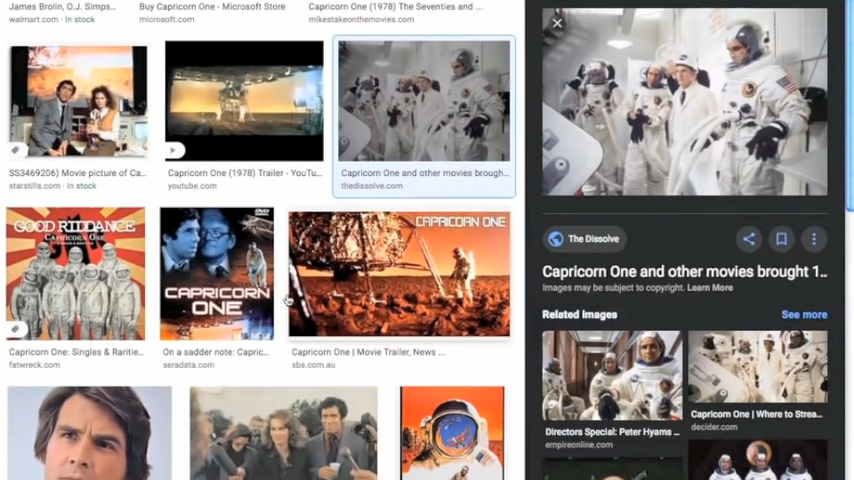 James Brolin, O.J. Simps...
walmart.com · In stock
Buy Capricorn One - Microsoft Store
microsoft.com
Capricorn One (1978) The Seventies and ...
mikestakeonthemovies.com
SS3469206) Movie picture of Ca...
starstills.com · In stock
Capricorn One (1978) Trailer - YouTu...
youtube.com
Capricorn One and other movies brough...
thedissolve.com
GOOD RIDDANCE
CAPRICORN ONE
DVD
CAPRICORN
ONE
CAPRICORN ONE
Capricorn One: Singles & Raritie...
fatwreck.com
On a sadder note: Capric...
seradata.com
Capricorn One | Movie Trailer, News ...
sbs.com.au
The Dissolve
Capricorn One and other movies brought 1...
Images may be subject to copyright. Learn More
Related Images
See more
Directors Special: Peter Hyams ...
empireonline.com
Capricorn One | Where to Strea...
decider.com